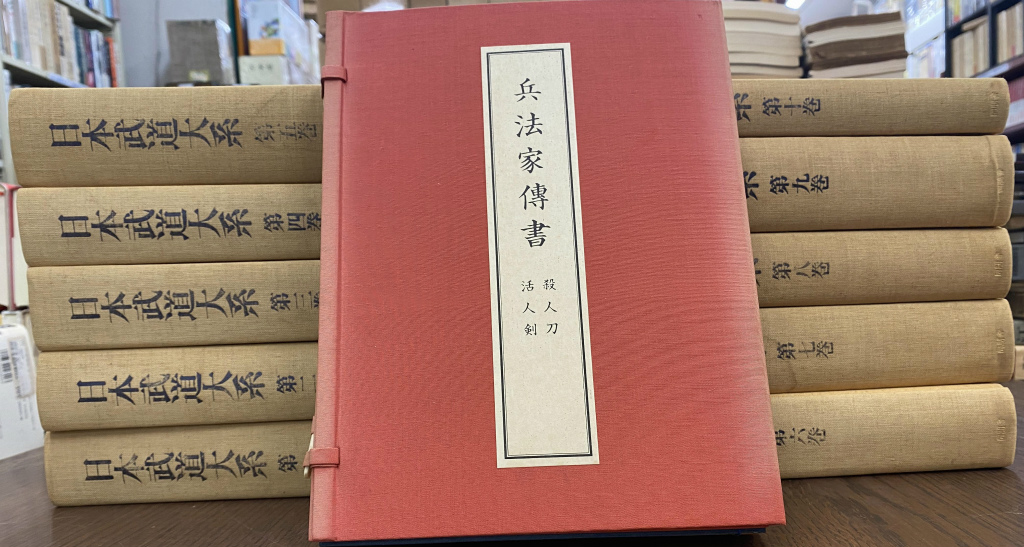 兵法家傳書
殺人刀
活人剣
日本武道大系 第五巻
日本武道大系 第四巻
日本武道大系 第三巻
日本武道大系 第二
日本武道大系 第
系 第十巻
系 第九巻
第八巻
第七巻
第六巻